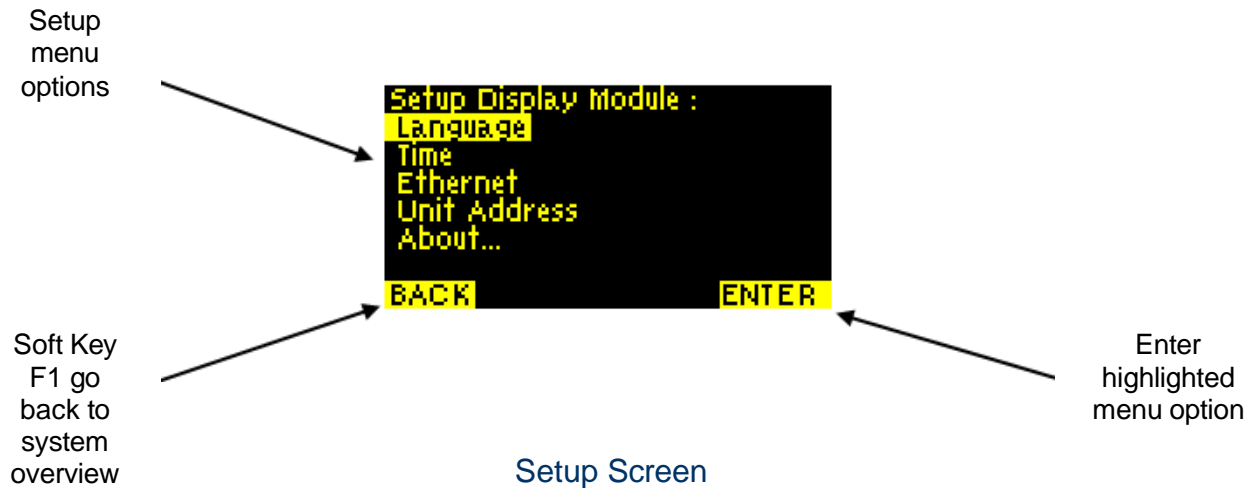 Setup
menu
options
Setup Display Module :
Language
Time
Ethernet
Unit Address
About...
BACK
ENTER
Soft Key
F1 go
back to
system
overview
Enter
highlighted
menu option
Setup Screen